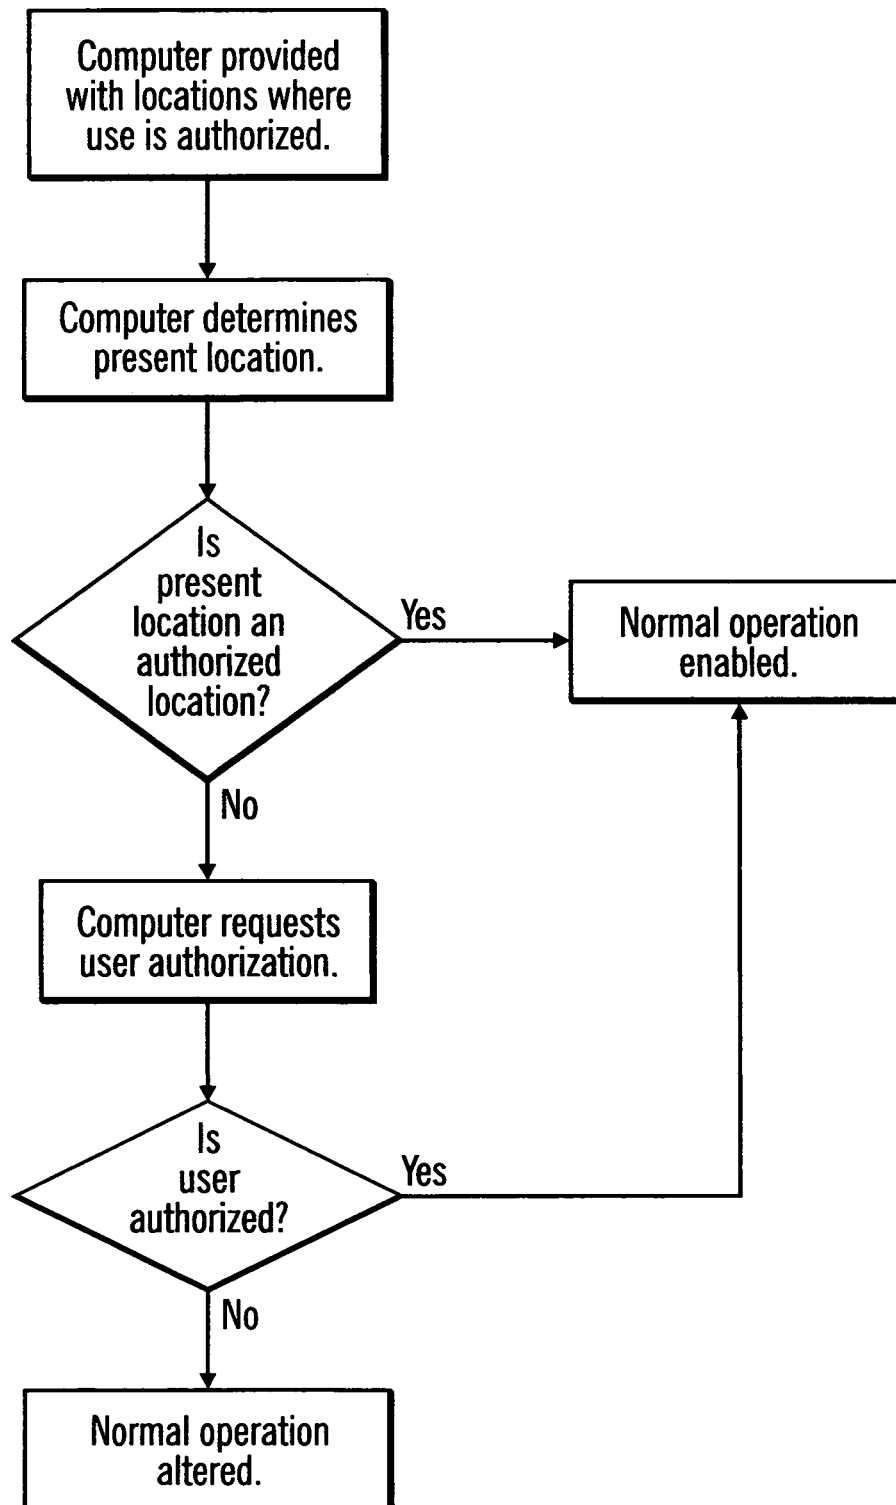 Computer provided
with locations where
use is authorized.
Computer determines
present location.
Is
present
location an
authorized
location?
Yes
Normal operation
enabled.
No
Computer requests
user authorization.
Is
user
authorized?
Yes
No
Normal operation
altered.